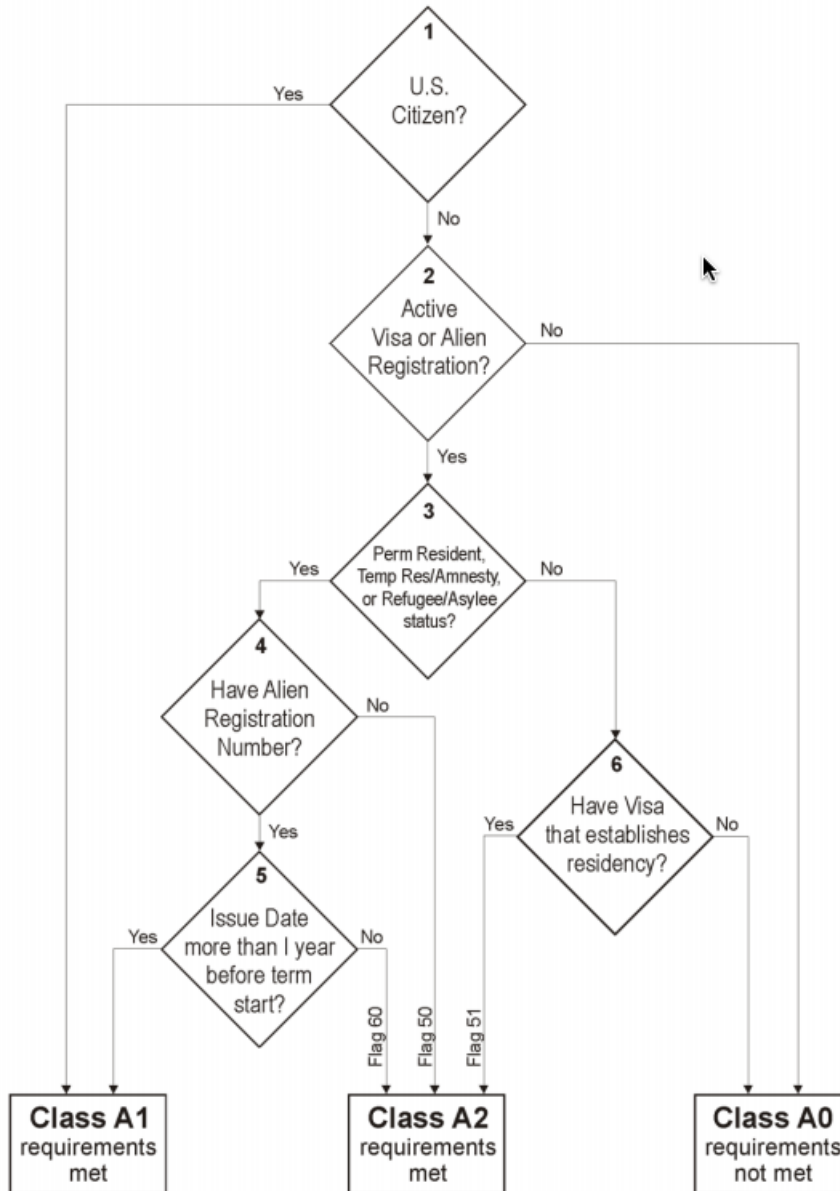 1
U.S.
Citizen?
Yes
No
2
Active
Visa or Alien
Registration?
No
Yes
3
Perm Resident,
Temp Res/Amnesty,
or Refugee/Asylee
status?
Yes
No
4
Have Alien
Registration
Number?
No
Yes
6
Have Visa
that establishes
residency?
Yes
No
5
Issue Date
more than I year
before term
start?
Yes
No
Flag 60
Flag 50
Flag 51
Class A1
requirements
met
Class A2
requirements
met
Class A0
requirements
not met